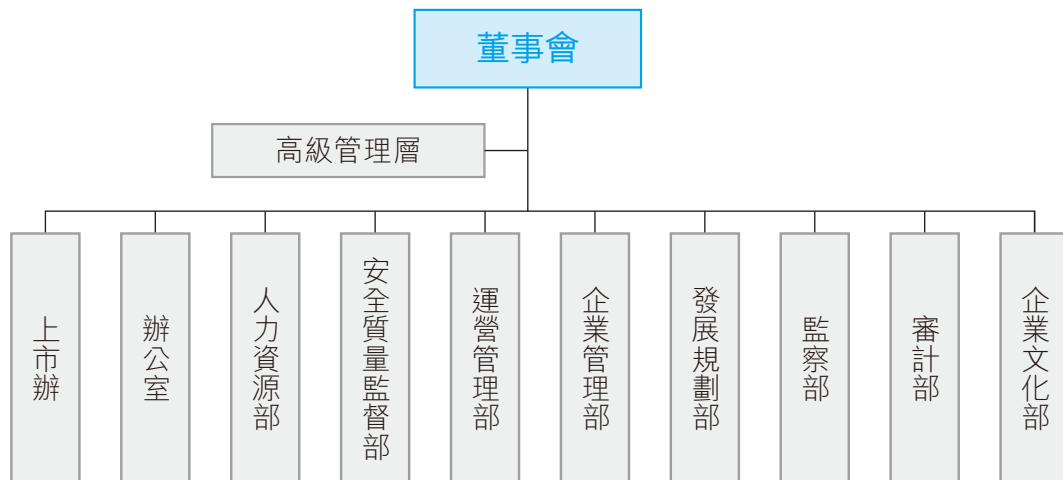 董事會
高級管理層
上市辦
辦公室
人力資源部
安全質量監督部
運營管理部
企業管理部
發展規劃部
監察部
審計部
企業文化部